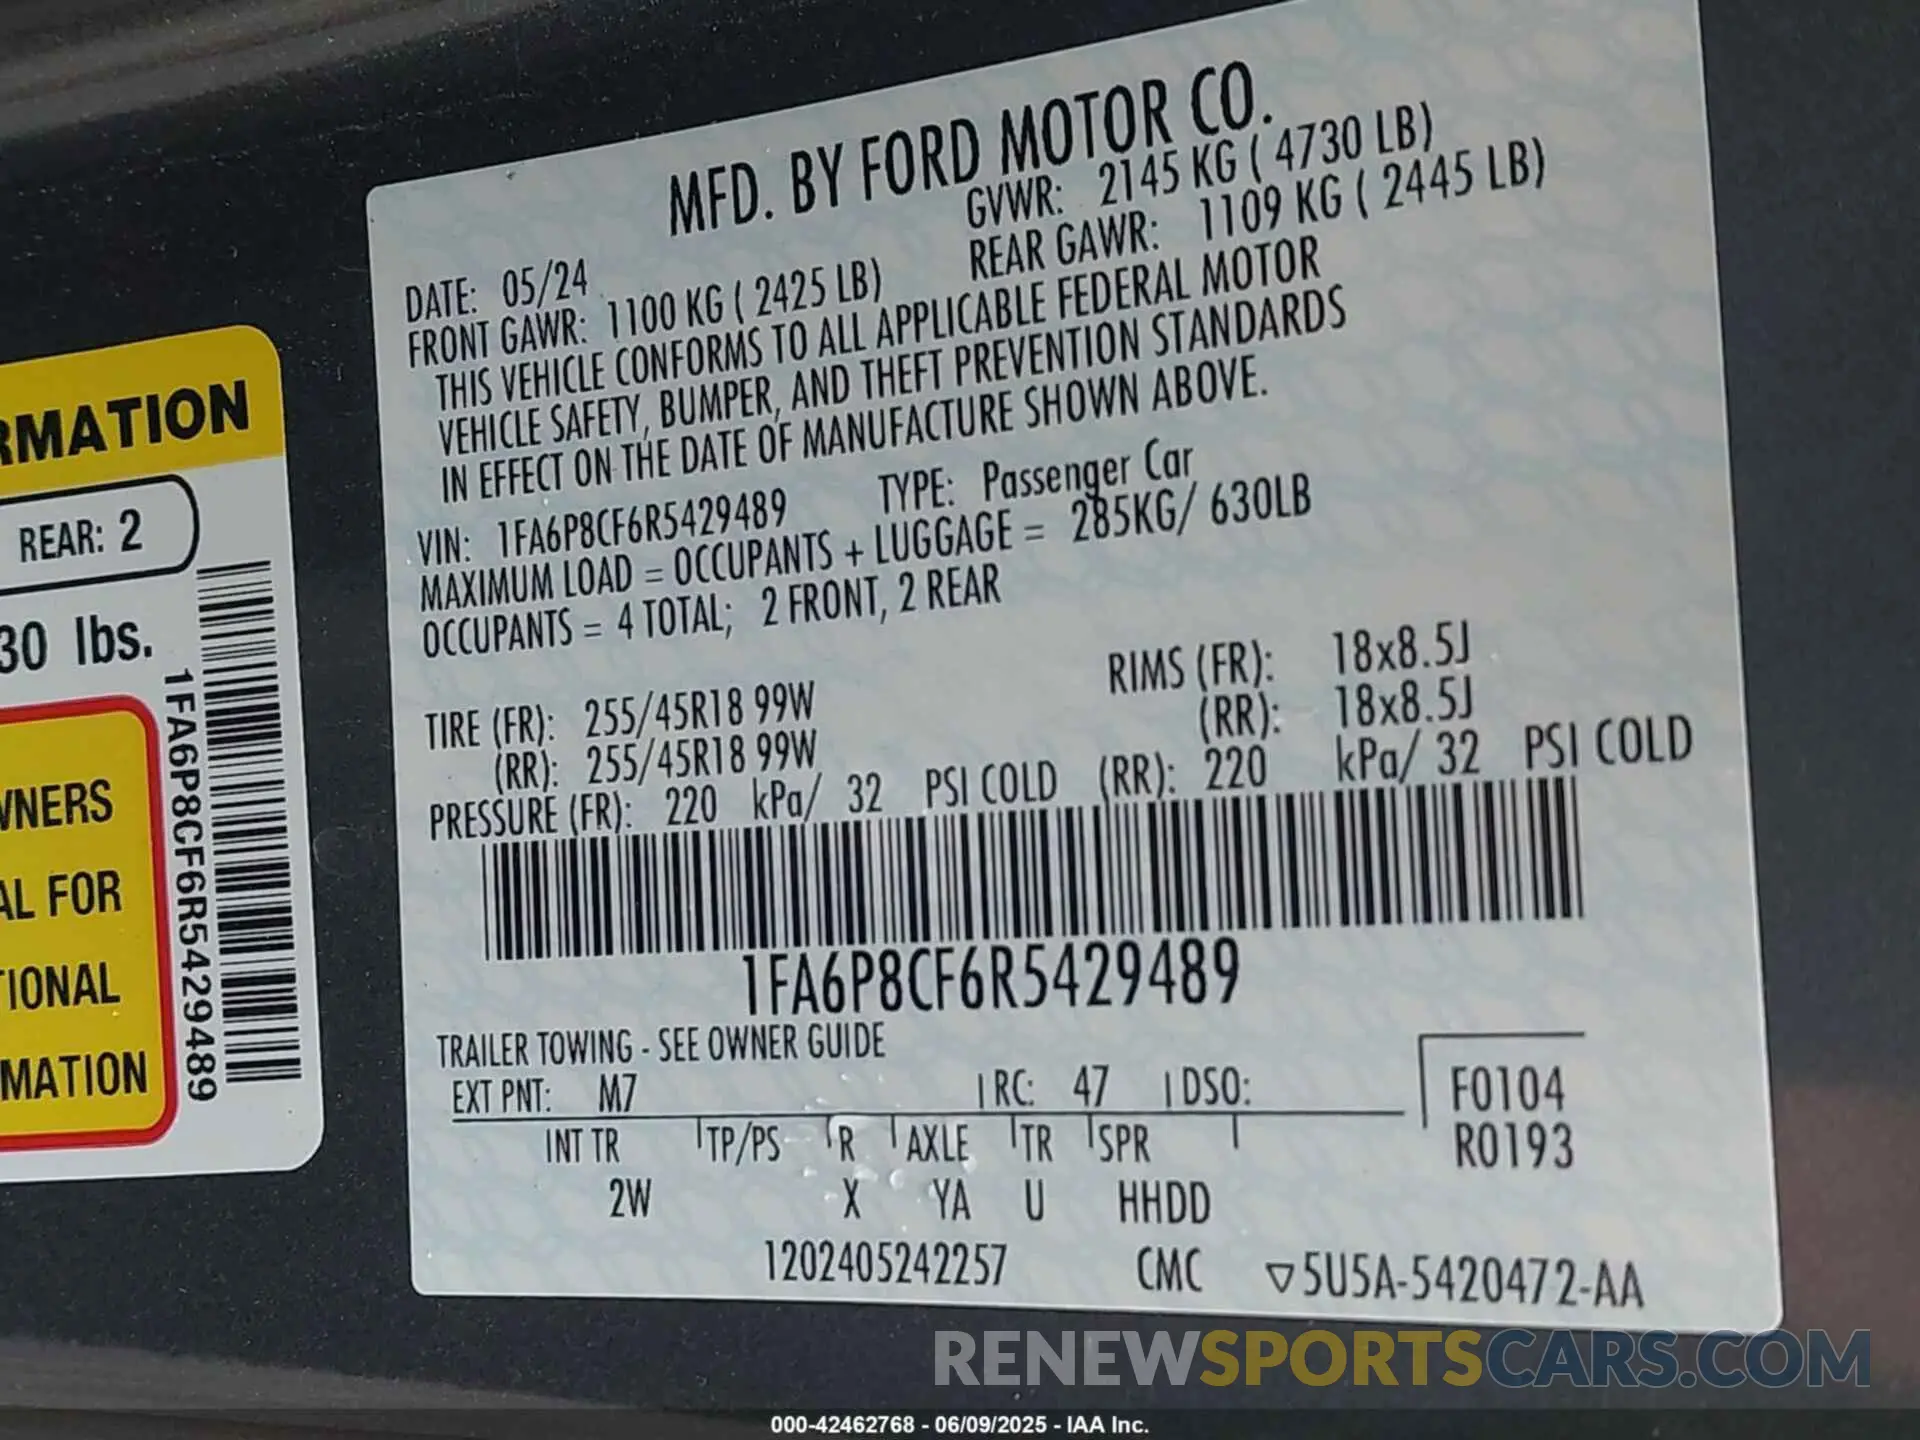 MFD. BY FORD MOTOR CO.
DATE: 05/24 GVWR: 2145 KG ( 4730 LB)
FRONT GAWR: 1100 KG ( 2425 LB) REAR GAWR: 1109 KG ( 2445 LB)
THIS VEHICLE CONFORMS TO ALL APPLICABLE FEDERAL MOTOR
VEHICLE SAFETY, BUMPER, AND THEFT PREVENTION STANDARDS
IN EFFECT ON THE DATE OF MANUFACTURE SHOWN ABOVE.
VIN: 1FA6P8CF6R5429489 TYPE: Passenger Car
MAXIMUM LOAD = OCCUPANTS + LUGGAGE = 285KG/ 630LB
OCCUPANTS = 4 TOTAL; 2 FRONT, 2 REAR
TIRE (FR): 255/45R18 99W RIMS (FR): 18x8.5J
(RR): 255/45R18 99W (RR): 18x8.5J
PRESSURE (FR): 220 kPa/ 32 PSI COLD (RR): 220 kPa/ 32 PSI COLD
1FA6P8CF6R5429489
TRAILER TOWING - SEE OWNER GUIDE
EXT PNT: M7 RC: 47 DSO: F0104
INT TR TP/PS R AXLE TR SPR R0193
2W X YA U HHDD
1202405242257 CMC ▽5U5A-5420472-AA
RMATION
REAR: 2
30 lbs.
WNERS
AL FOR
TIONAL
MATION
1FA6P8CF6R5429489
RENEWSPORTSCARS.COM
000-42462768 - 06/09/2025 - IAA Inc.